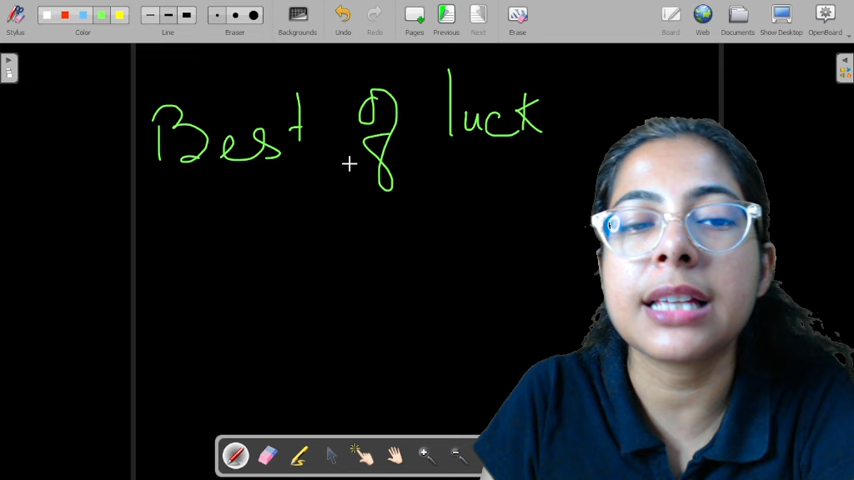 Stylus
Color
Line
Eraser
Backgrounds
Undo
Redo
Pages
Previous
Next
Erase
Board
Web
Documents
Show Desktop
OpenBoard
Best of luck